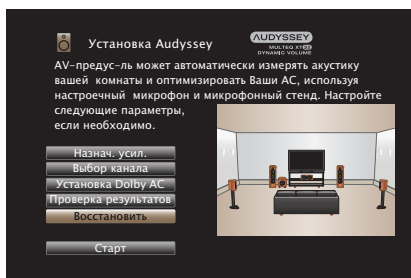 Установка Audyssey
AUDYSSEY
MULTEQ XT32
DYNAMIC VOLUME
AV-предус-ль может автоматически измерять акустику
вашей комнаты и оптимизировать Ваши АС, используя
настроечный микрофон и микрофонный стенд. Настройте
следующие параметры,
если необходимо.
Назнач. усил.
Выбор канала
Установка Dolby АС
Проверка результатов
Восстановить
Старт